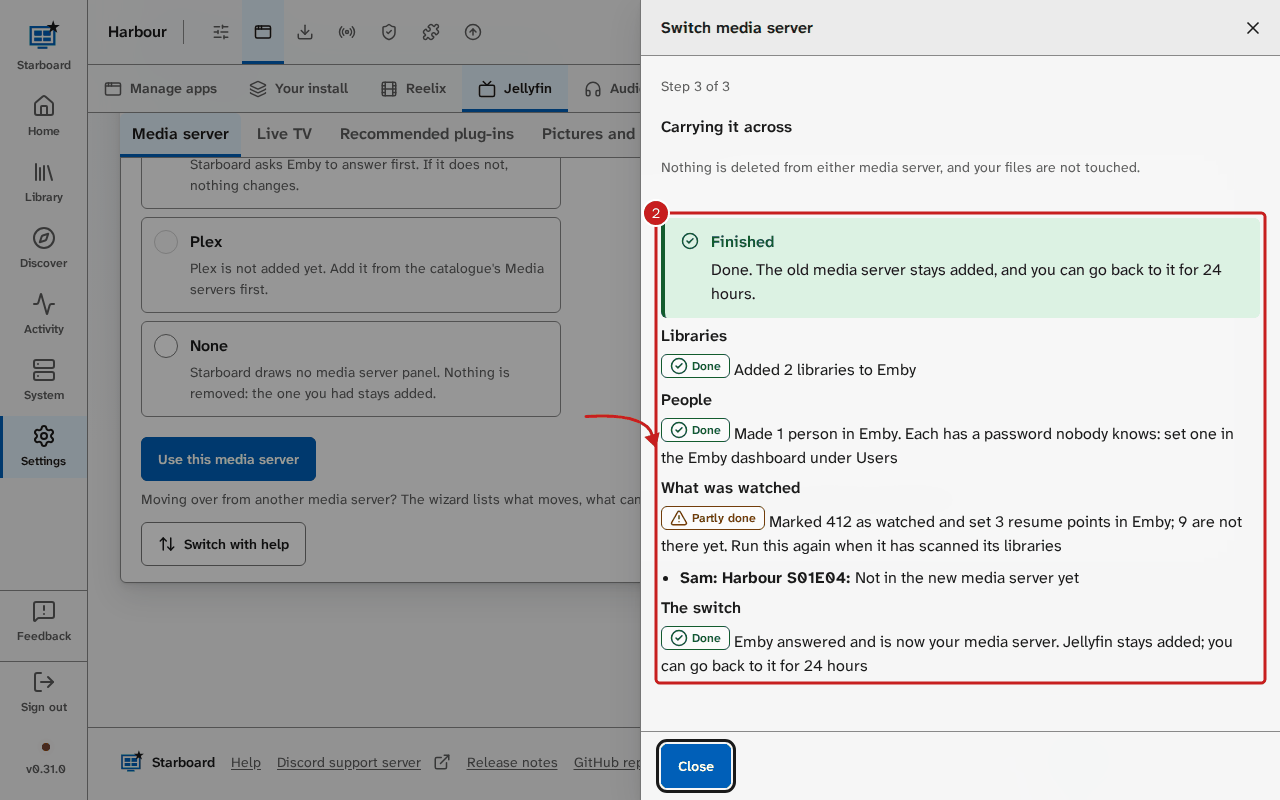 Starboard
Home
Library
Discover
Activity
System
Settings
Feedback
Sign out
v0.31.0
Harbour
Manage apps
Your install
Reelix
Jellyfin
Media server
Live TV
Recommended plug-ins
Pictures and
Starboard asks Emby to answer first. If it does not,
nothing changes.
Plex
Plex is not added yet. Add it from the catalogue's Media
servers first.
None
Starboard draws no media server panel. Nothing is
removed: the one you had stays added.
Use this media server
Moving over from another media server? The wizard lists what moves, what can
Switch with help
Starboard
Help
Discord support server
Release notes
GitHub
Switch media server
Step 3 of 3
Carrying it across
Nothing is deleted from either media server, and your files are not touched.
2
Finished
Done. The old media server stays added, and you can go back to it for 24
hours.
Libraries
Done Added 2 libraries to Emby
People
Done Made 1 person in Emby. Each has a password nobody knows: set one in
the Emby dashboard under Users
What was watched
Partly done Marked 412 as watched and set 3 resume points in Emby; 9 are not
there yet. Run this again when it has scanned its libraries
• Sam: Harbour S01E04: Not in the new media server yet
The switch
Done Emby answered and is now your media server. Jellyfin stays added; you
can go back to it for 24 hours
Close